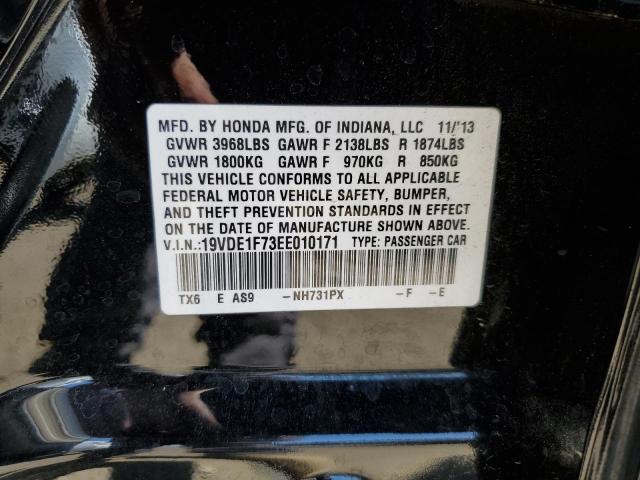 MFD. BY HONDA MFG. OF INDIANA, LLC 11/'13
GVWR 3968LBS GAWR F 2138LBS R 1874LBS
GVWR 1800KG GAWR F 970KG R 850KG
THIS VEHICLE CONFORMS TO ALL APPLICABLE
FEDERAL MOTOR VEHICLE SAFETY, BUMPER,
AND THEFT PREVENTION STANDARDS IN EFFECT
ON THE DATE OF MANUFACTURE SHOWN ABOVE.
V.I.N.:19VDE1F73EE010171 TYPE: PASSENGER CAR
TX6 E AS9 -NH731PX -F -E